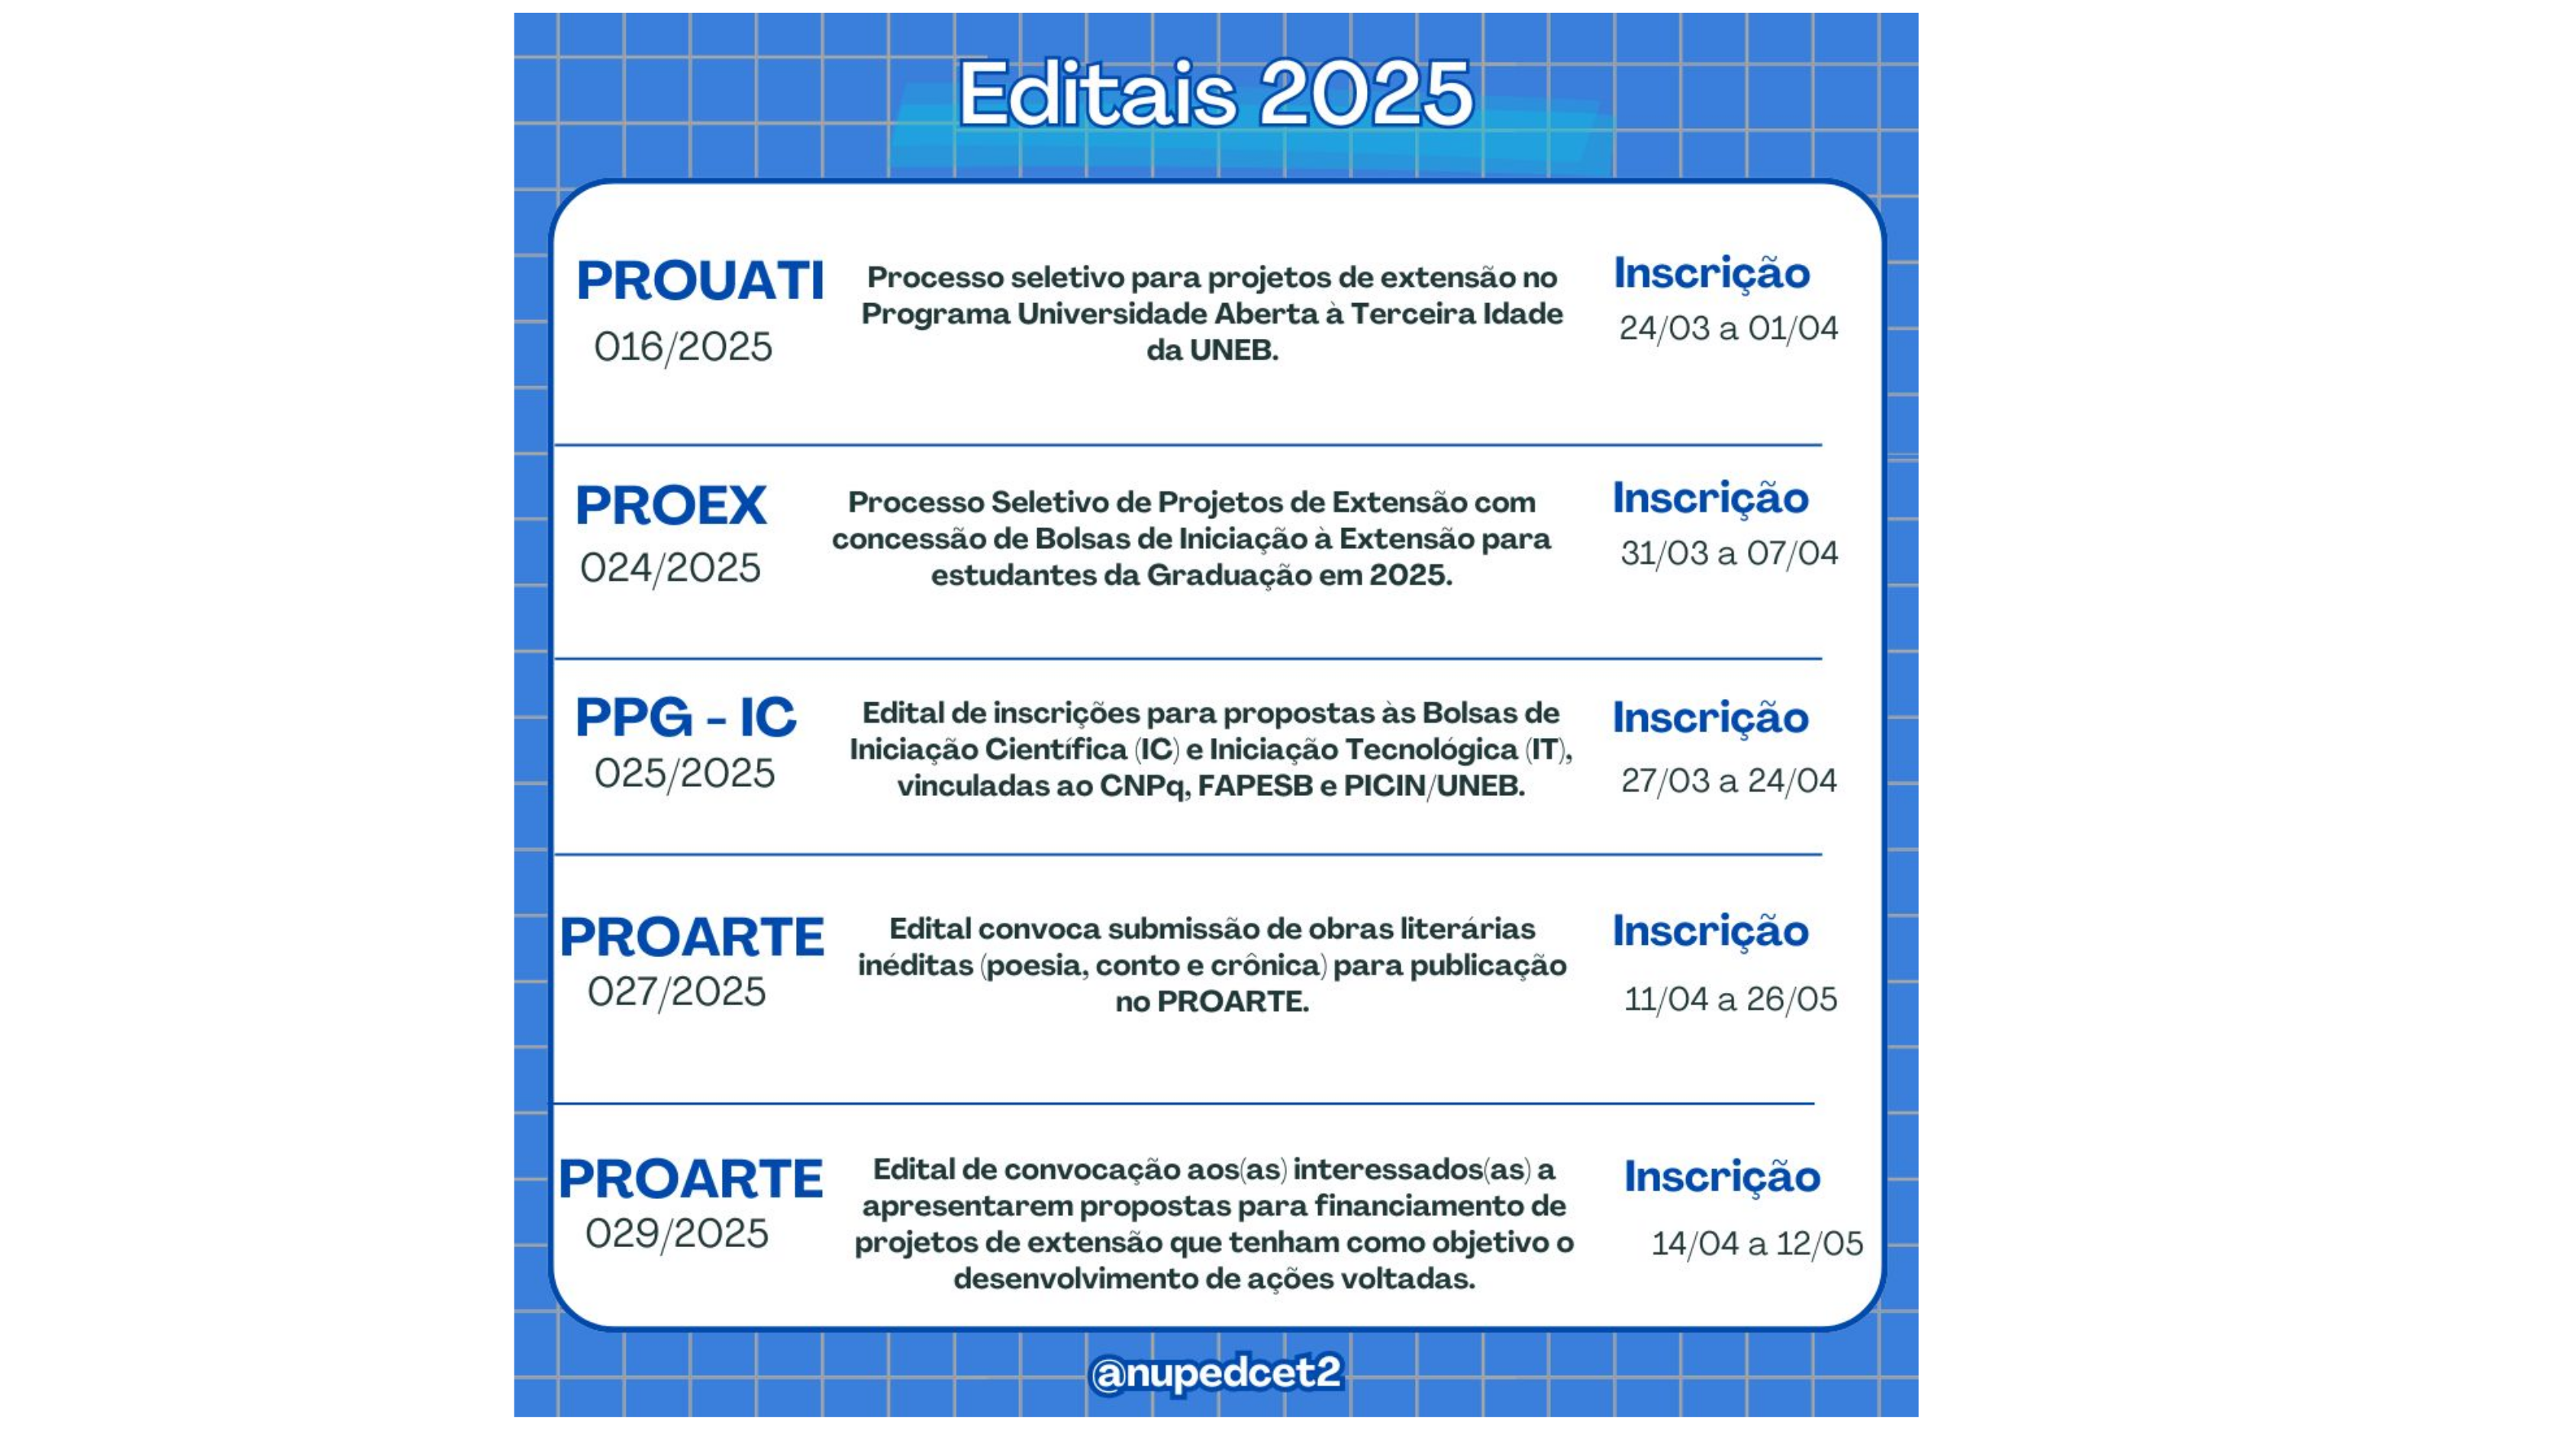 Editais 2025
PROUATI
016/2025
Processo seletivo para projetos de extensão no
Programa Universidade Aberta à Terceira Idade
da UNEB.
Inscrição
24/03 a 01/04
PROEX
024/2025
Processo Seletivo de Projetos de Extensão com
concessão de Bolsas de Iniciação à Extensão para
estudantes da Graduação em 2025.
Inscrição
31/03 a 07/04
PPG - IC
025/2025
Edital de inscrições para propostas às Bolsas de
Iniciação Científica (IC) e Iniciação Tecnológica (IT),
vinculadas ao CNPq, FAPESB e PICIN/UNEB.
Inscrição
27/03 a 24/04
PROARTE
027/2025
Edital convoca submissão de obras literárias
inéditas (poesia, conto e crônica) para publicação
no PROARTE.
Inscrição
11/04 a 26/05
PROARTE
029/2025
Edital de convocação aos(as) interessados(as) a
apresentarem propostas para financiamento de
projetos de extensão que tenham como objetivo o
desenvolvimento de ações voltadas.
Inscrição
14/04 a 12/05
@nupedcet2